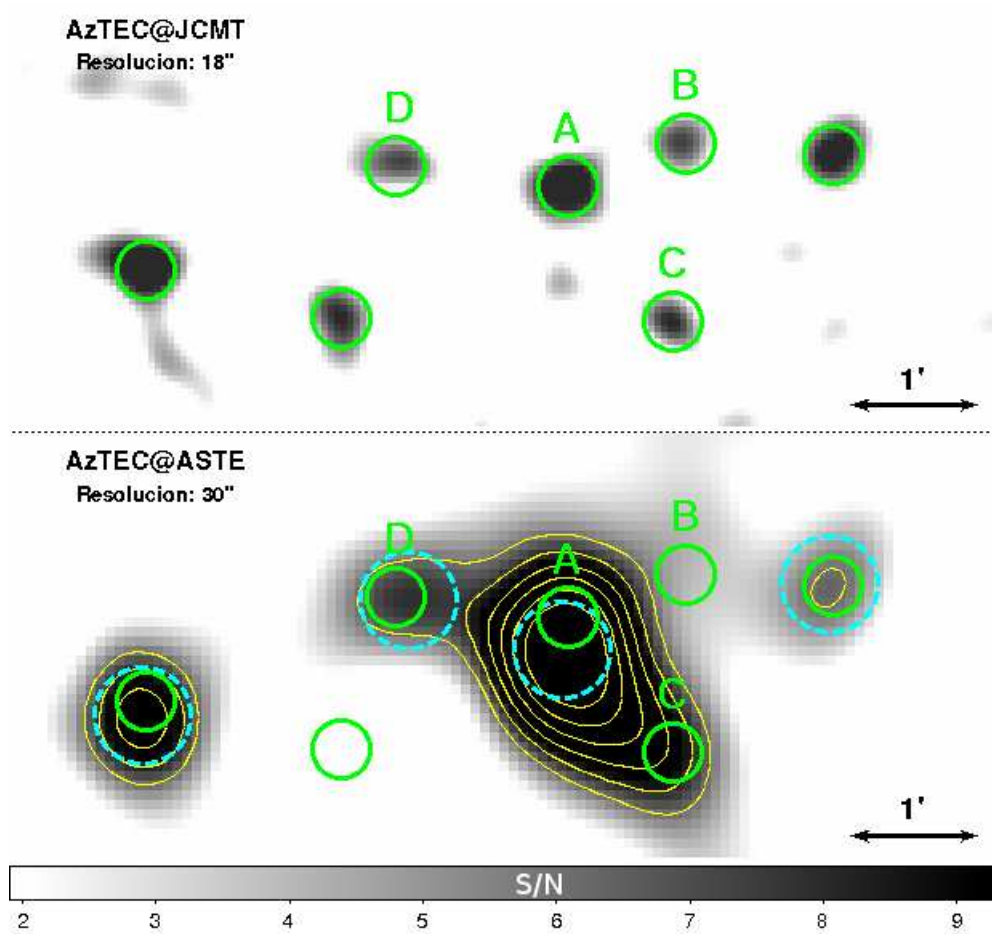 AzTEC@JCMT
Resolucion: 18"
D
A
B
C
1'
AzTEC@ASTE
Resolucion: 30"
D
A
B
C
1'
S/N
2 3 4 5 6 7 8 9